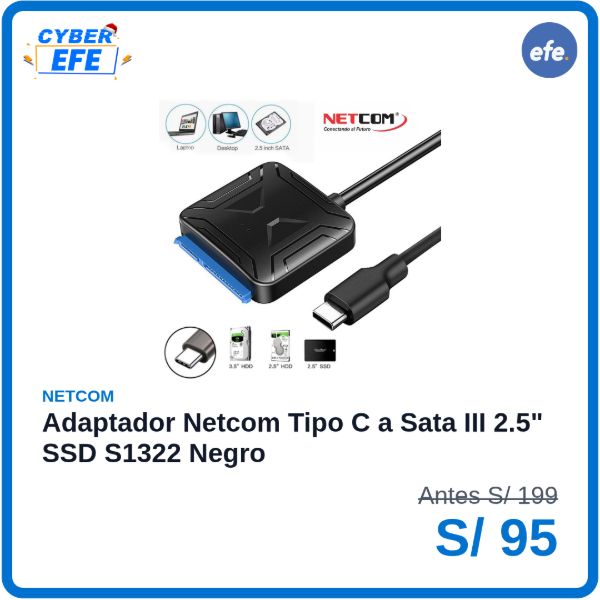 CYBER
EFE
efe.
Laptop
Desktop
2.5 inch SATA
NETCOM®
Conectando el Futuro
3.5" HDD
2.5" HDD
2.5" SSD
NETCOM
Adaptador Netcom Tipo C a Sata III 2.5"
SSD S1322 Negro
Antes S/ 199
S/ 95